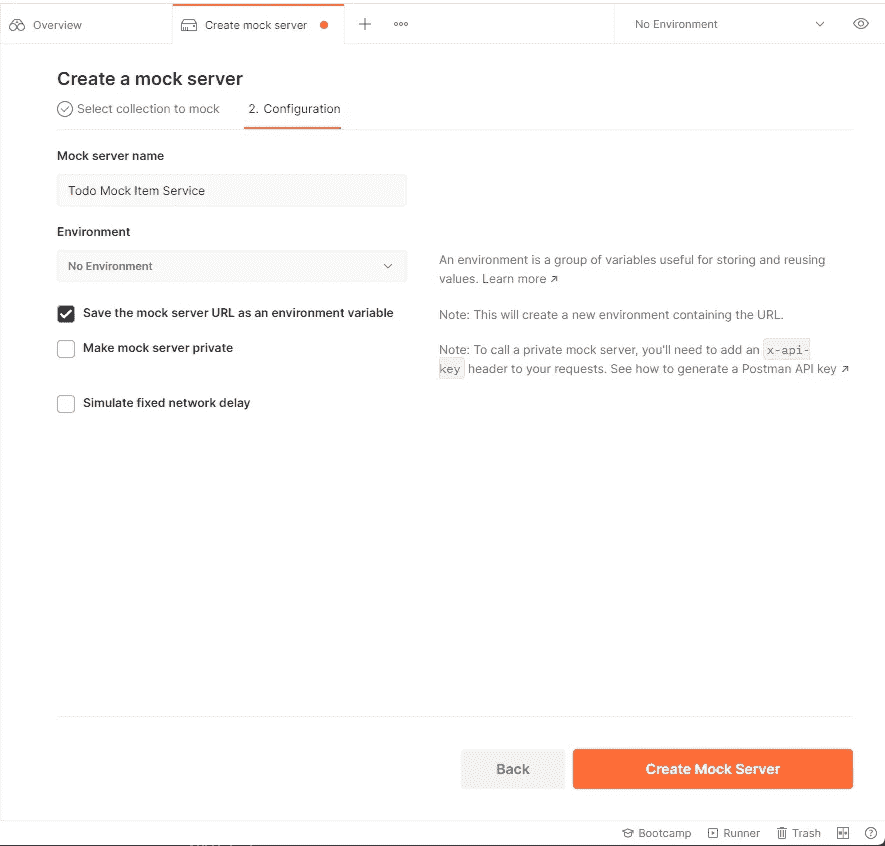 Overview
Create mock server
No Environment
Create a mock server
Select collection to mock
2. Configuration
Mock server name
Todo Mock Item Service
Environment
No Environment
An environment is a group of variables useful for storing and reusing
values. Learn more ↗
Save the mock server URL as an environment variable
Note: This will create a new environment containing the URL.
Make mock server private
Note: To call a private mock server, you'll need to add an x-api-
key header to your requests. See how to generate a Postman API key ↗
Simulate fixed network delay
Back
Create Mock Server
Bootcamp
Runner
Trash